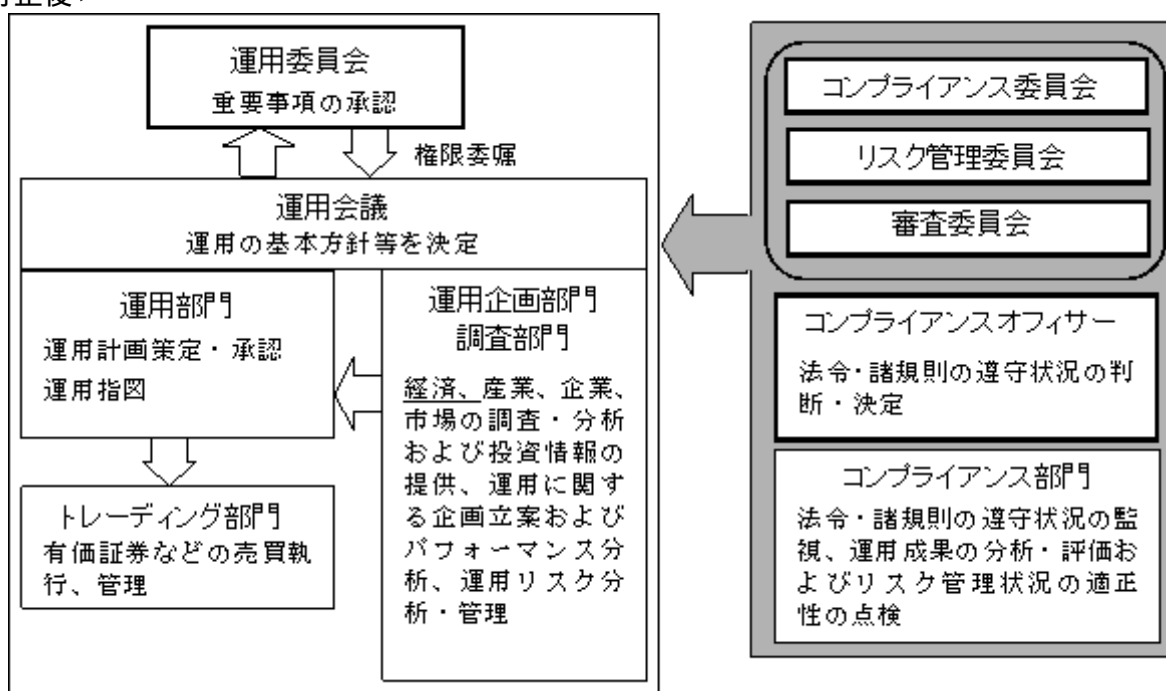 運用委員会
重要事項の承認
権限委嘱
運用会議
運用の基本方針等を決定
運用部門
運用計画策定・承認
運用指図
トレーディング部門
有価証券などの売買執
行、管理
運用企画部門
調査部門
経済、産業、企業、
市場の調査・分析
および投資情報の
提供、運用に関す
る企画立案および
パフォーマンス分
析、運用リスク分
析・管理
コンプライアンス委員会
リスク管理委員会
審査委員会
コンプライアンスオフィサー
法令・諸規則の遵守状況の判
断・決定
コンプライアンス部門
法令・諸規則の遵守状況の監
視、運用成果の分析・評価お
よびリスク管理状況の適正
性の点検